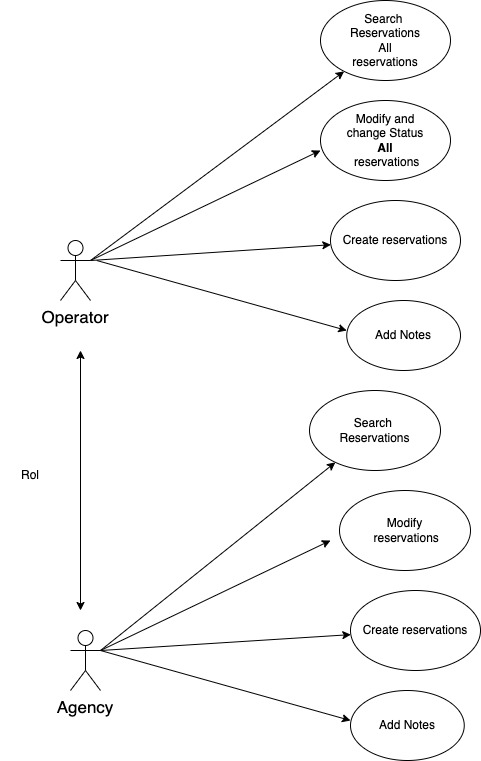 Search
Reservations
All
reservations
Modify and
change Status
All
reservations
Create reservations
Operator
Add Notes
Search
Reservations
Rol
Modify
reservations
Create reservations
Agency
Add Notes